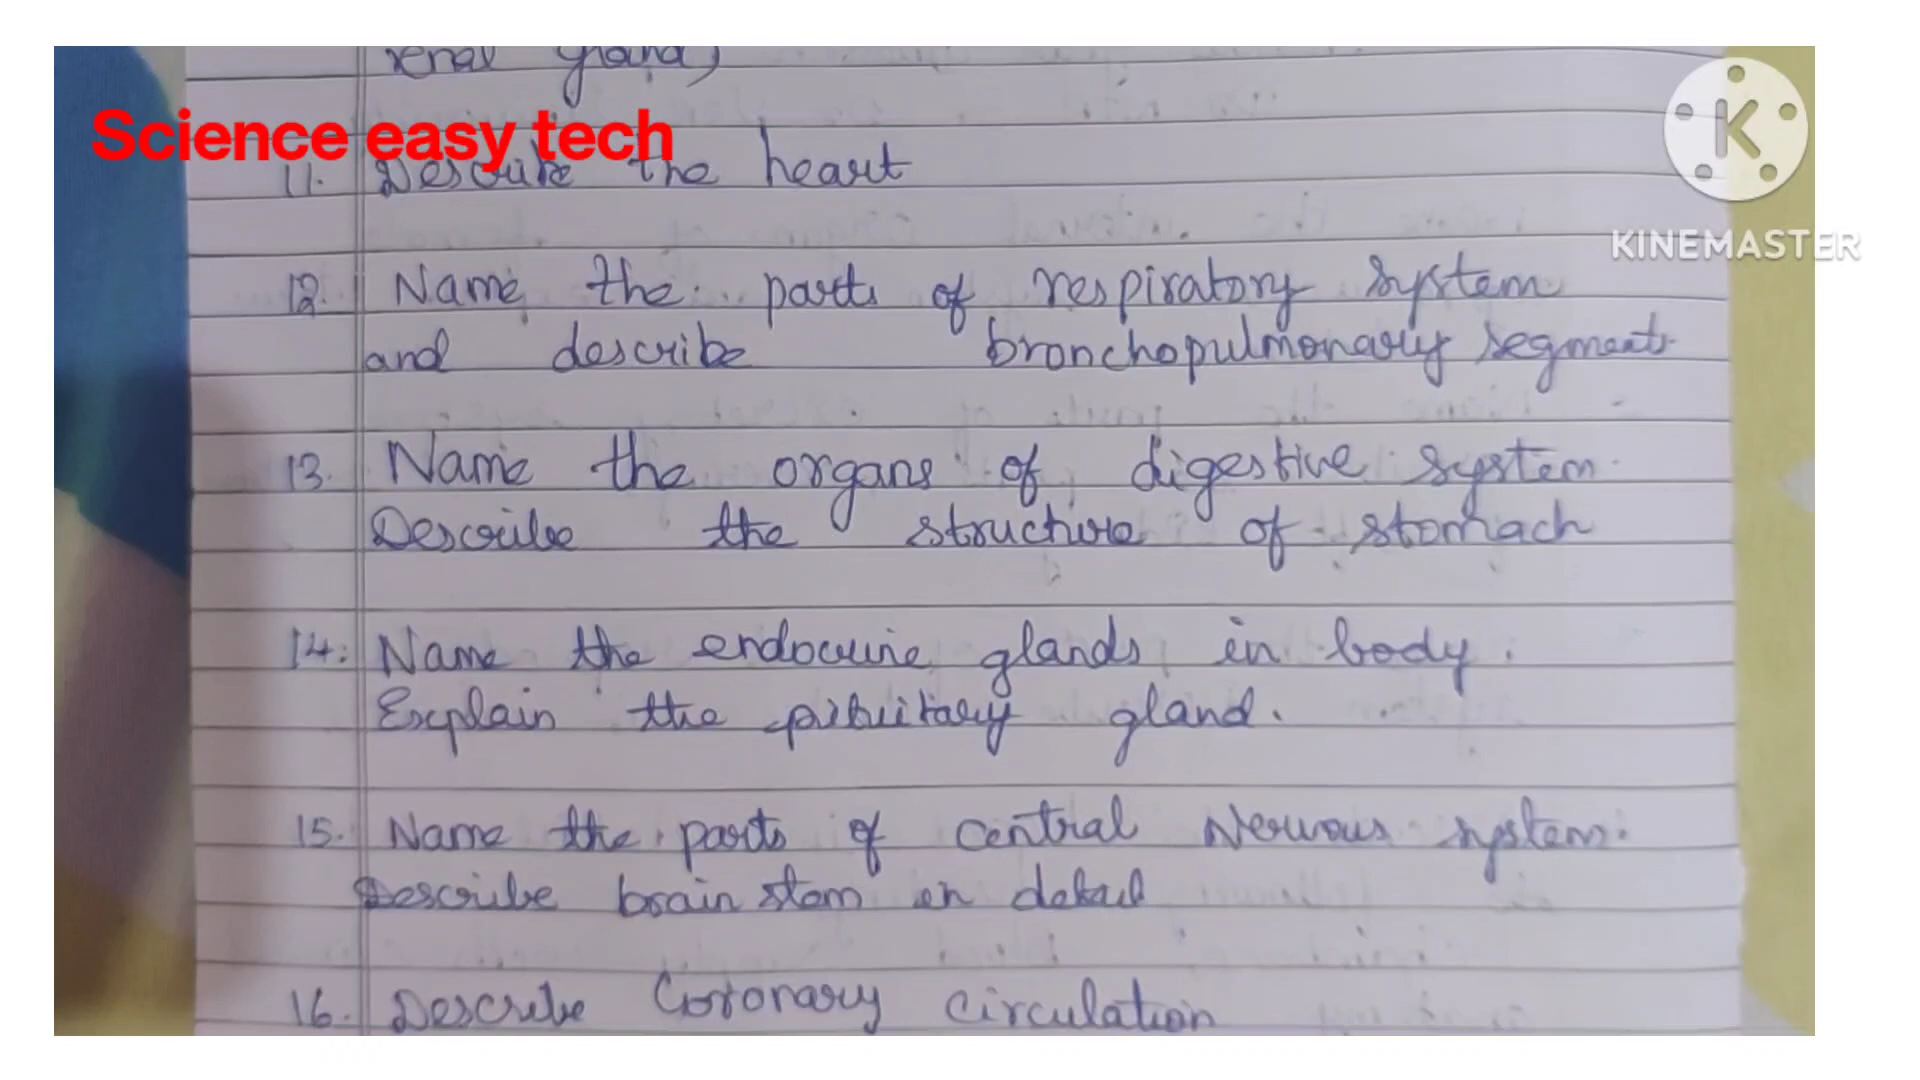 renal gland)
Science easy tech
11. Describe the heart
K
KINEMASTER
12. Name the parts of respiratory system
and describe bronchopulmonary segments
13. Name the organs of digestive system.
Describe the structure of stomach
14. Name the endocrine glands in body.
Explain the pituitary gland.
15. Name the parts of central Nervous system.
Describe brain stem in detail
16. Describe Coronary circulation